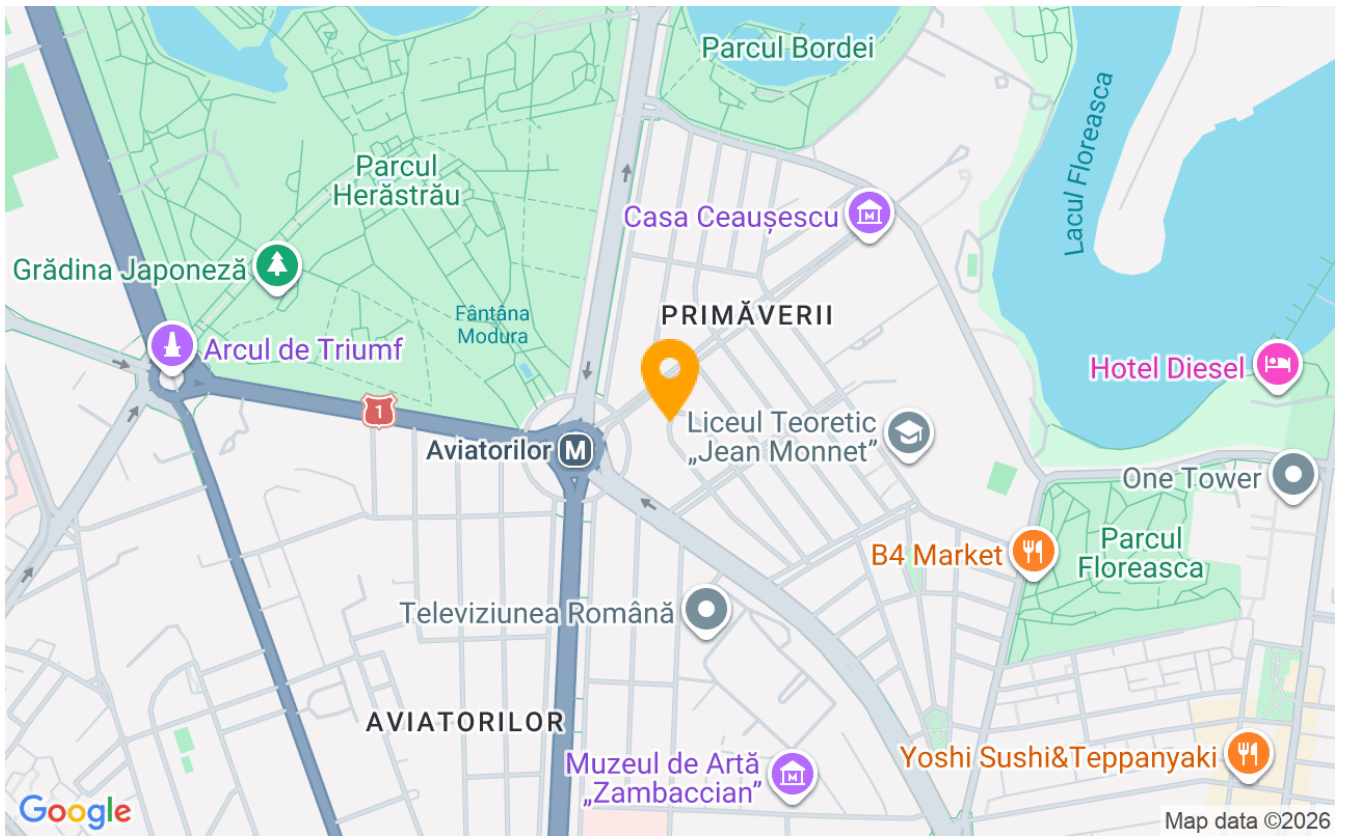 Parcul Bordei
Lacul Floreasca
Parcul
Herăstrău
Casa Ceaușescu
M
Grădina Japoneză
Fântâna
Modura
PRIMĂVERII
Arcul de Triumf
Hotel Diesel
1
Liceul Teoretic
„Jean Monnet”
Aviatorilor M
One Tower
B4 Market
Parcul
Floreasca
Televiziunea Română
AVIATORILOR
Muzeul de Artă
„Zambaccian”
M
Yoshi Sushi&Teppanyaki
Google
Map data ©2026